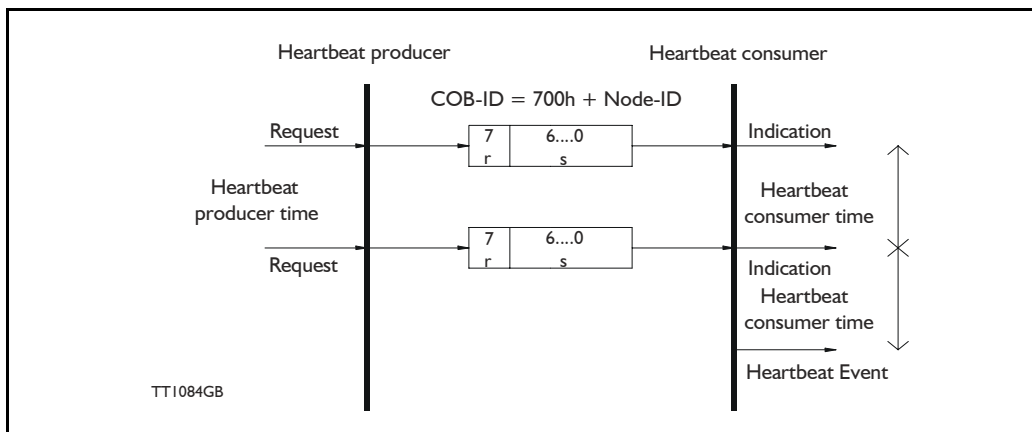 Heartbeat producer
Heartbeat consumer
COB-ID = 700h + Node-ID
Request
7
6....0
r
s
Indication
Heartbeat
producer time
Heartbeat
consumer time
Request
7
6....0
r
s
Indication
Heartbeat
consumer time
Heartbeat Event
TT1084GB